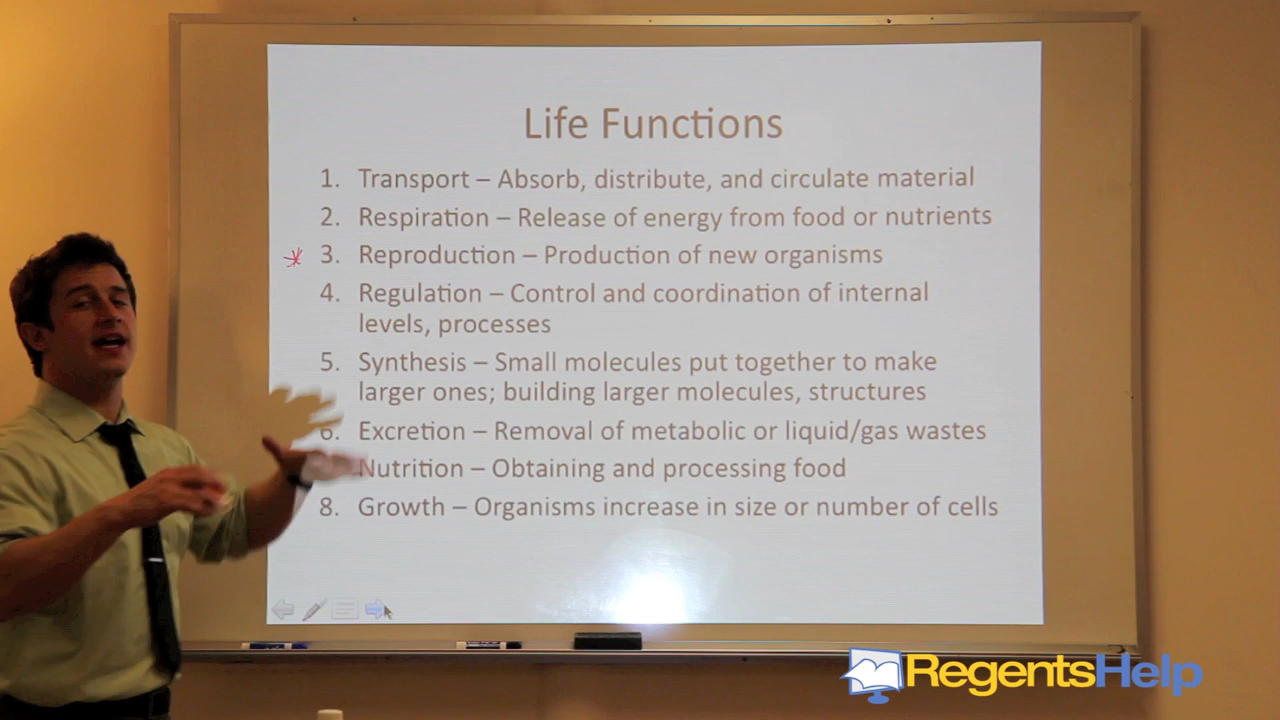 Life Functions
1. Transport – Absorb, distribute, and circulate material
2. Respiration – Release of energy from food or nutrients
3. Reproduction – Production of new organisms
4. Regulation – Control and coordination of internal
levels, processes
5. Synthesis – Small molecules put together to make
larger ones; building larger molecules, structures
6. Excretion – Removal of metabolic or liquid/gas wastes
Nutrition – Obtaining and processing food
8. Growth – Organisms increase in size or number of cells
RegentsHelp